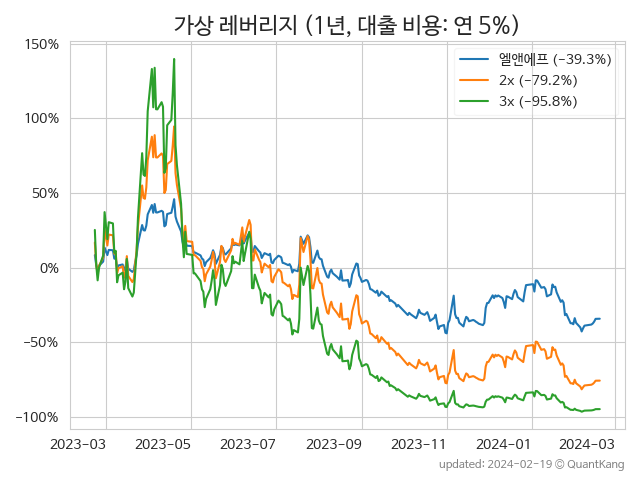 가상 레버리지 (1년, 대출 비용: 연 5%)
엘앤에프 (-39.3%)
2x (-79.2%)
3x (-95.8%)
150%
100%
50%
0%
−50%
−100%
2023-03 2023-05 2023-07 2023-09 2023-11 2024-01 2024-03
updated: 2024-02-19 © QuantKang